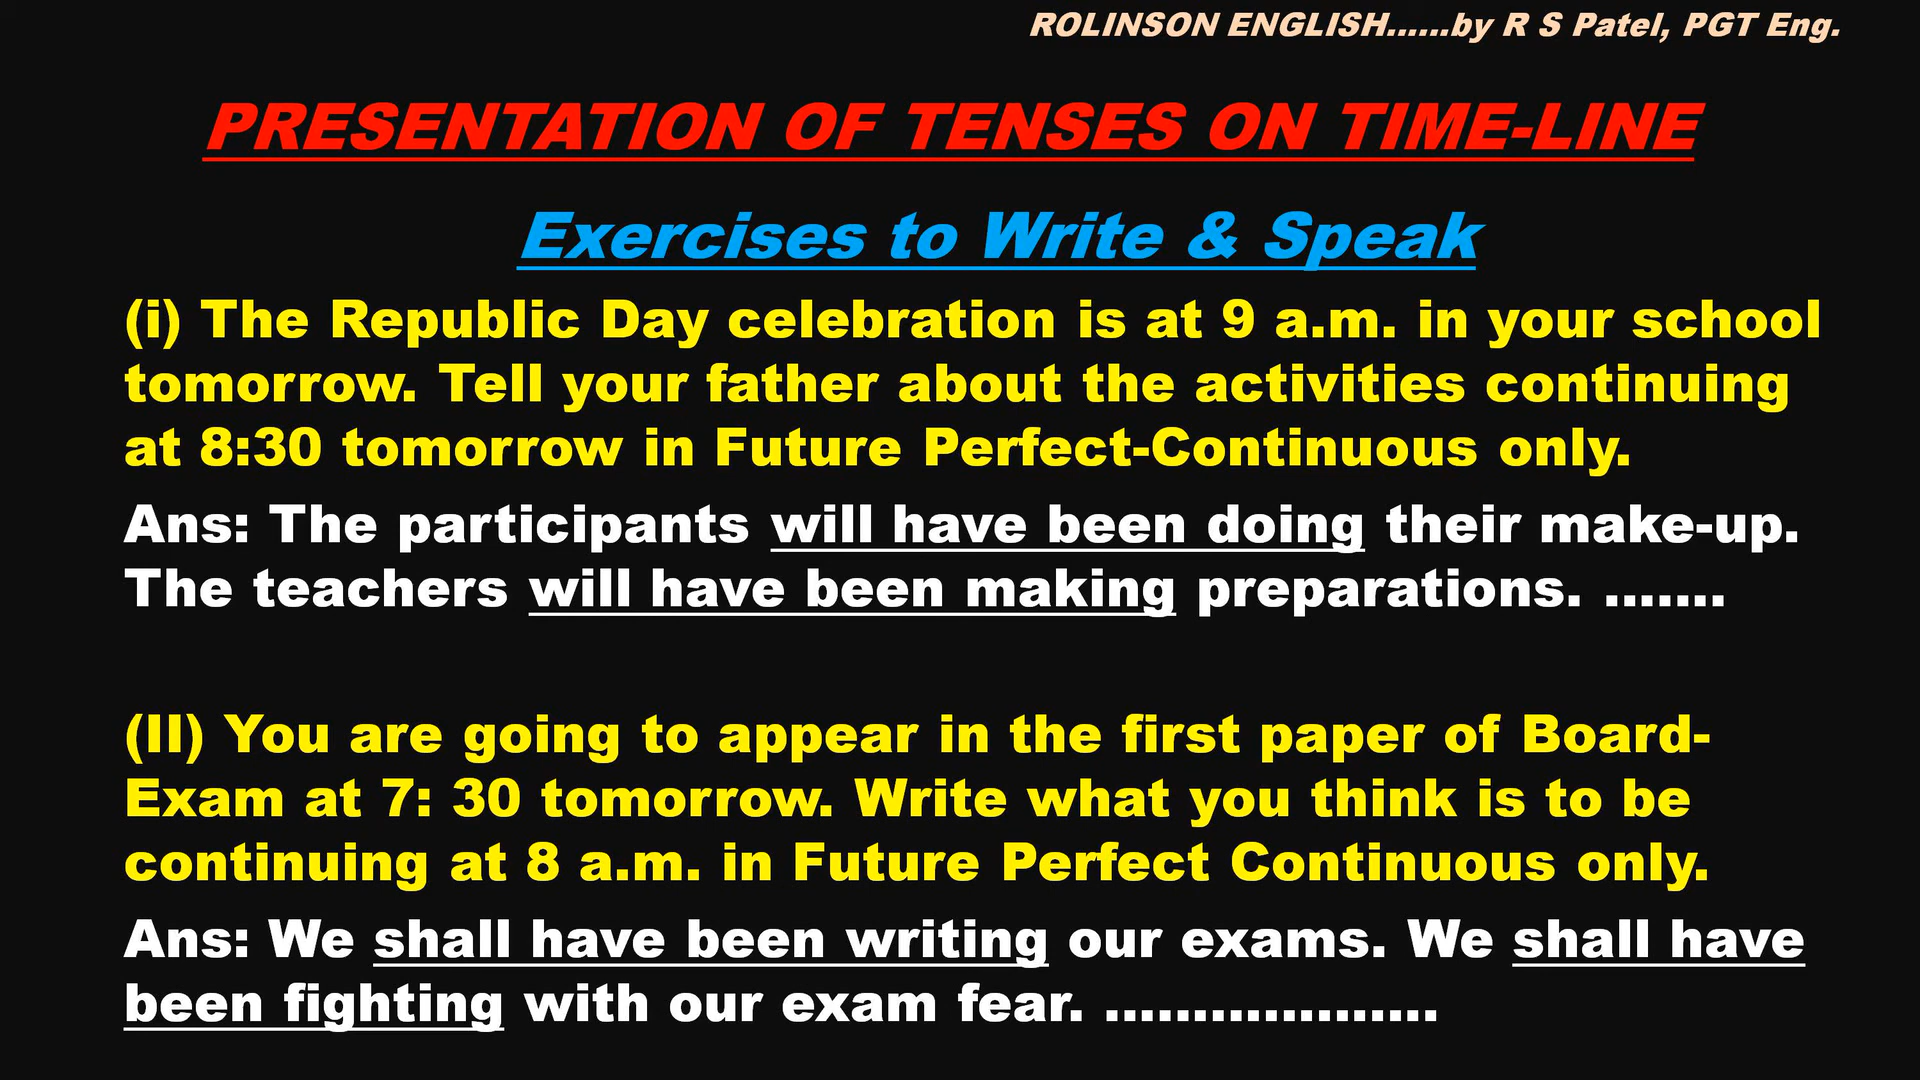 ROLINSON ENGLISH......by R S Patel, PGT Eng.
PRESENTATION OF TENSES ON TIME-LINE
Exercises to Write & Speak
(i) The Republic Day celebration is at 9 a.m. in your school
tomorrow. Tell your father about the activities continuing
at 8:30 tomorrow in Future Perfect-Continuous only.
Ans: The participants will have been doing their make-up.
The teachers will have been making preparations. .......
(II) You are going to appear in the first paper of Board-
Exam at 7: 30 tomorrow. Write what you think is to be
continuing at 8 a.m. in Future Perfect Continuous only.
Ans: We shall have been writing our exams. We shall have
been fighting with our exam fear. ...................